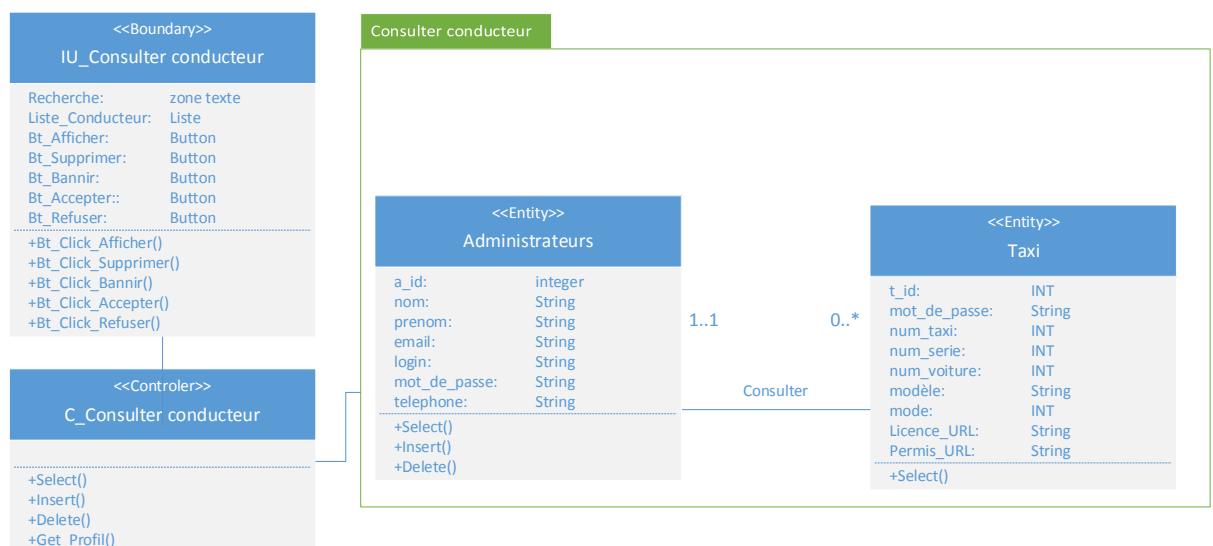 <<Boundary>>
IU_Consulter conducteur
Recherche: zone texte
Liste_Conducteur: Liste
Bt_Afficher: Button
Bt_Supprimer: Button
Bt_Bannir: Button
Bt_Accepter:: Button
Bt_Refuser: Button
+Bt_Click_Afficher()
+Bt_Click_Supprimer()
+Bt_Click_Bannir()
+Bt_Click_Accepter()
+Bt_Click_Refuser()
<<Controler>>
C_Consulter conducteur
+Select()
+Insert()
+Delete()
+Get_Profil()
Consulter conducteur
<<Entity>>
Administrateurs
a_id: integer
nom: String
prenom: String
email: String
login: String
mot_de_passe: String
telephone: String
+Select()
+Insert()
+Delete()
1..1 0..*
Consulter
<<Entity>>
Taxi
t_id: INT
mot_de_passe: String
num_taxi: INT
num_serie: INT
num_voiture: INT
modèle: String
mode: INT
Licence_URL: String
Permis_URL: String
+Select()